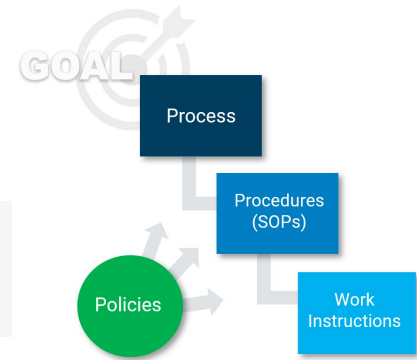 GOAL
Process
Procedures
(SOPs)
Policies
Work
Instructions